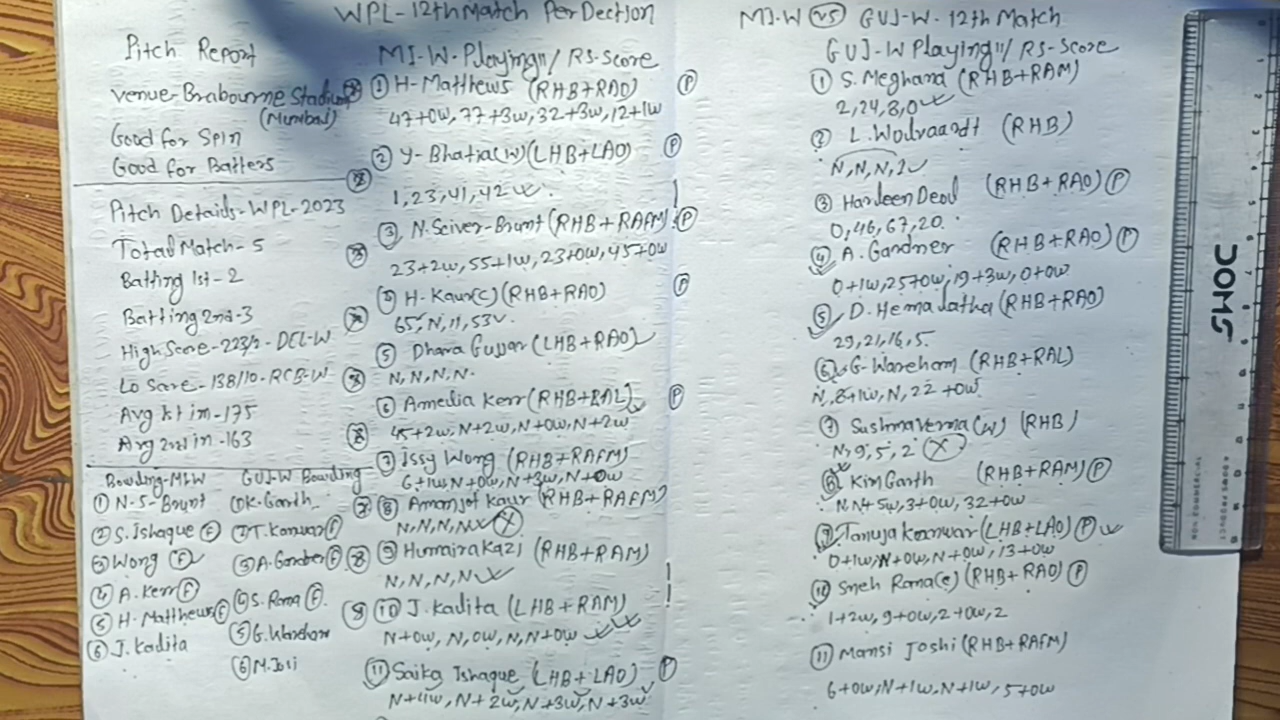 WPL-12th Match Perdection
Pitch Report
Venue-Brabourne Stadium
(Mumbai)
Good for Spin
Good for Batters
Pitch Details-WPL-2023
Total Match-5
Batting 1st-2
Batting 2nd-3
High Score-223/2-DEL-W
Lo Score-138/10-RCB-W
Avg 1st in-175
Avg 2nd in-163
Bowding-MI-W
① N-S-Brunt
② S.Ishaque Ⓕ
③ Wong Ⓕ
④ A.Kerr Ⓕ
⑤ H-Matthews Ⓕ
⑥ J.Kadita
GUJ-W Bowding
① K-Garth
② T.Kanwar Ⓕ
③ A.Gardner Ⓕ
④ S.Rana Ⓕ
⑤ G.Wareham
⑥ M.Josi
MI-W-Playing 11/RS-Score
① H-Matthews (RHB+RAO) Ⓟ
47+0w, 77+3w, 32+3w, 12+1w
② Y-Bhatia(w)(LHB+LAO) Ⓟ
1, 23, 41, 42
③ N.Sciver-Brunt (RHB+RAFM) Ⓟ
23+2w, 55+1w, 23+0w, 45+0w
④ H-Kaur(c)(RHB+RAO) Ⓟ
65, N, 11, 53
⑤ Dhara Gujjar (LHB+RAO)
N, N, N, N.
⑥ Amedia Kerr (RHB+RAL) Ⓟ
45+2w, N+2w, N+0w, N+2w
⑦ Issy Wong (RHB+RAFM)
6+1w, N+0w, N+3w, N+0w
⑧ Amanjot Kaur (RHB+RAFM)
N, N, N, N Ⓧ
⑨ Humaira Kazi (RHB+RAM)
N, N, N, N
⑩ J.Kadita (LHB+RAM)
N+0w, N, 0w, N, N+0w
⑪ Saika Ishaque (LHB+LAO) Ⓟ
N+4w, N+2w, N+3w, N+3w
MI-W VS GUJ-W-12th Match
GUJ-W Playing 11/RS-Score
① S.Meghana (RHB+RAM)
2, 24, 8, 0
② L.Wolvaardt (RHB)
N, N, N, 1
③ Harleen Deol (RHB+RAO) Ⓟ
0, 46, 67, 20.
④ A.Gardner (RHB+RAO) Ⓟ
0+1w, 25+0w, 19+3w, 0+0w
⑤ D.Hemalatha (RHB+RAO)
29, 21, 16, 5.
⑥ G-Wareham (RHB+RAL)
N, 8+1w, N, 22+0w
⑦ Sushma Verma(w) (RHB)
N, 9, 5, 2 Ⓧ
⑧ Kim Garth (RHB+RAM) Ⓟ
N, N+5w, 3+0w, 32+0w
⑨ Tanuja Kanwar (LHB+LAO) Ⓟ
0+1w, N+0w, N+0w, 13+0w
⑩ Sneh Rana(c) (RHB+RAO) Ⓟ
1+2w, 9+0w, 2+0w, 2
⑪ Mansi Joshi (RHB+RAFM)
6+0w, N+1w, N+1w, 5+0w
DOMS